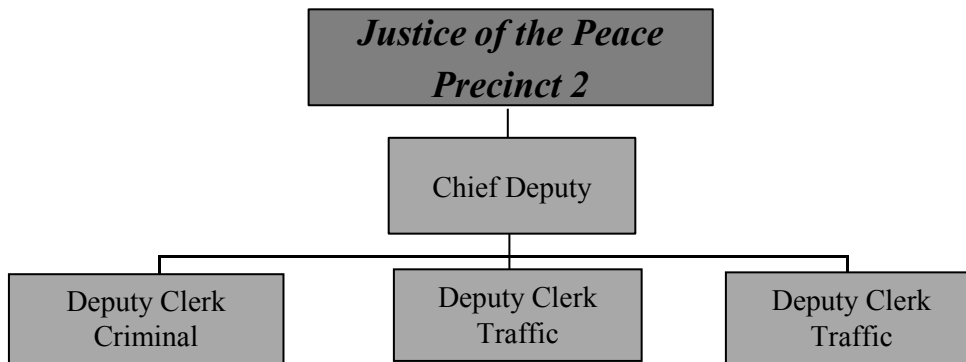 Justice of the Peace
Precinct 2
Chief Deputy
Deputy Clerk
Criminal
Deputy Clerk
Traffic
Deputy Clerk
Traffic